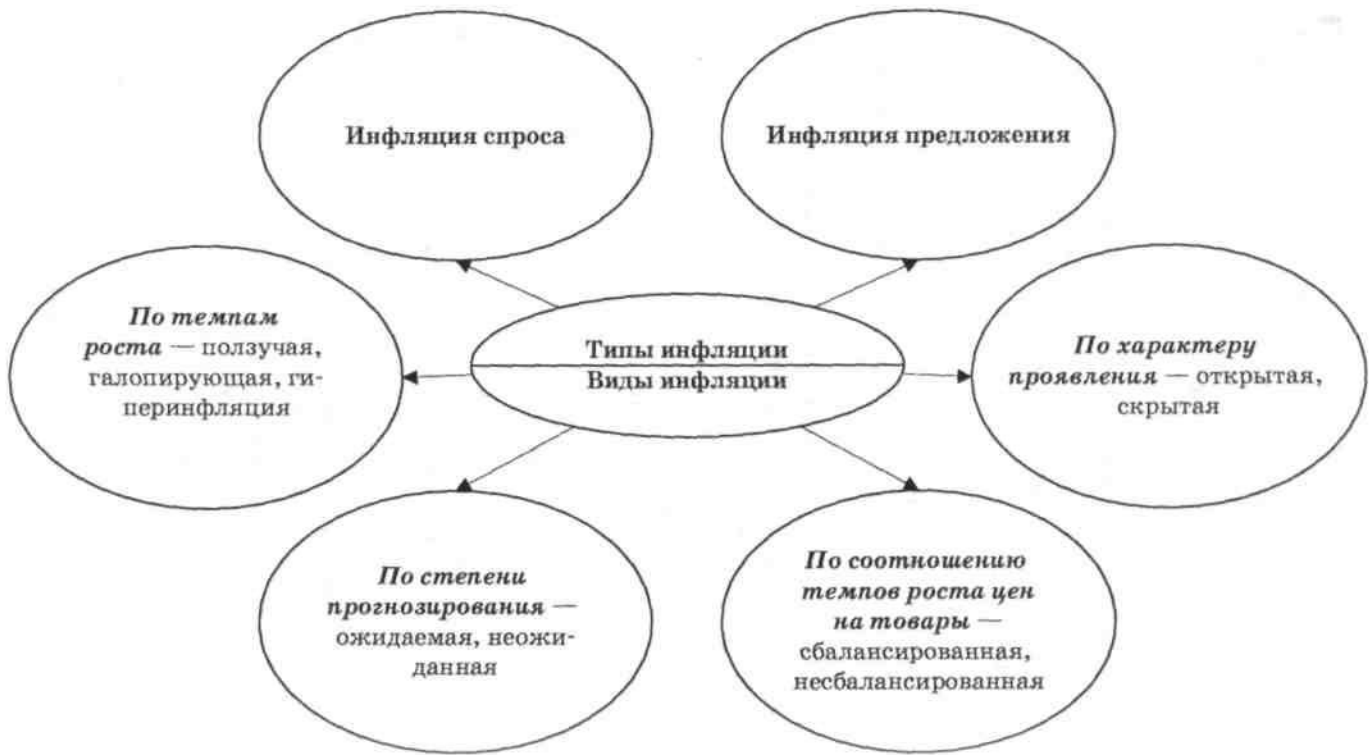 Инфляция спроса
Инфляция предложения
Типы инфляции
Виды инфляции
По темпам
роста — ползучая,
галопирующая, ги-
перинфляция
По характеру
проявления — открытая,
скрытая
По степени
прогнозирования —
ожидаемая, неожи-
данная
По соотношению
темпов роста цен
на товары —
сбалансированная,
несбалансированная